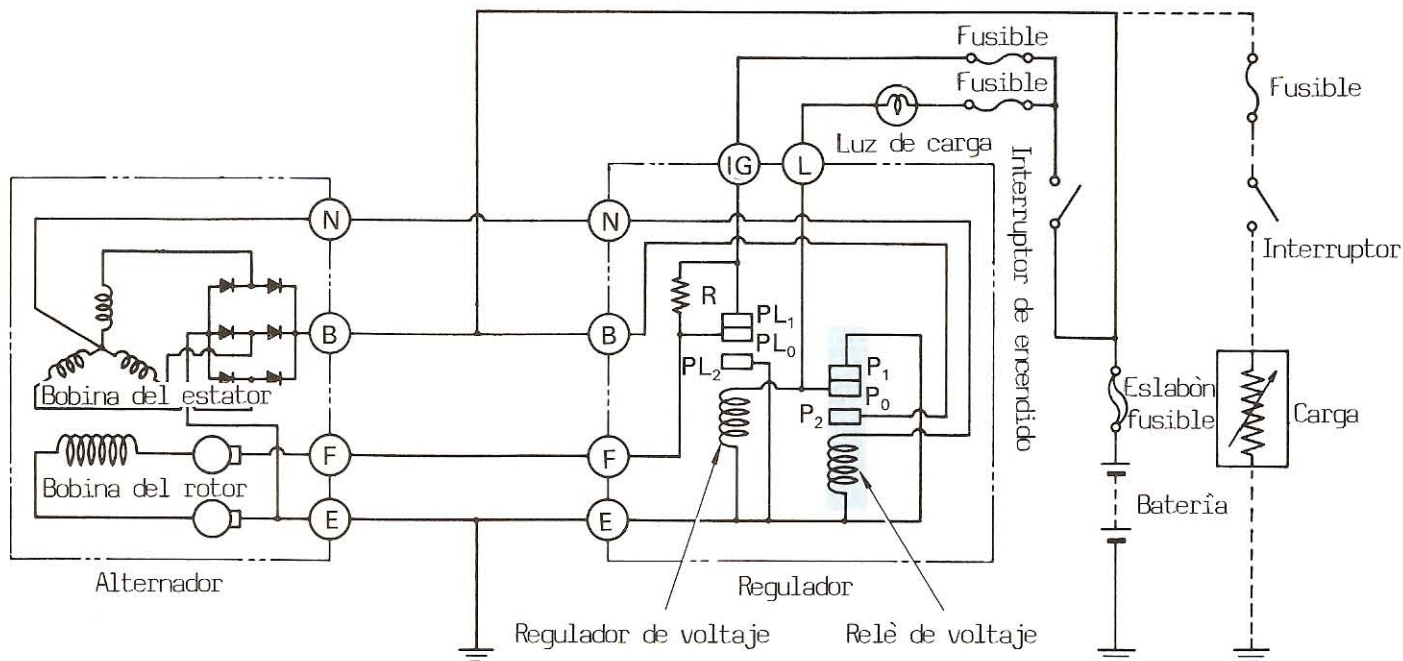 Fusible
Fusible
Fusible
Luz de carga
IG
L
Interruptor de encendido
Interruptor
N
N
R
PL₁
PL₀
PL₂
P₁
P₀
P₂
B
B
Bobina del estator
Eslabòn
fusible
Carga
F
F
Bobina del rotor
E
E
Baterîa
Alternador
Regulador
Regulador de voltaje
Relè de voltaje